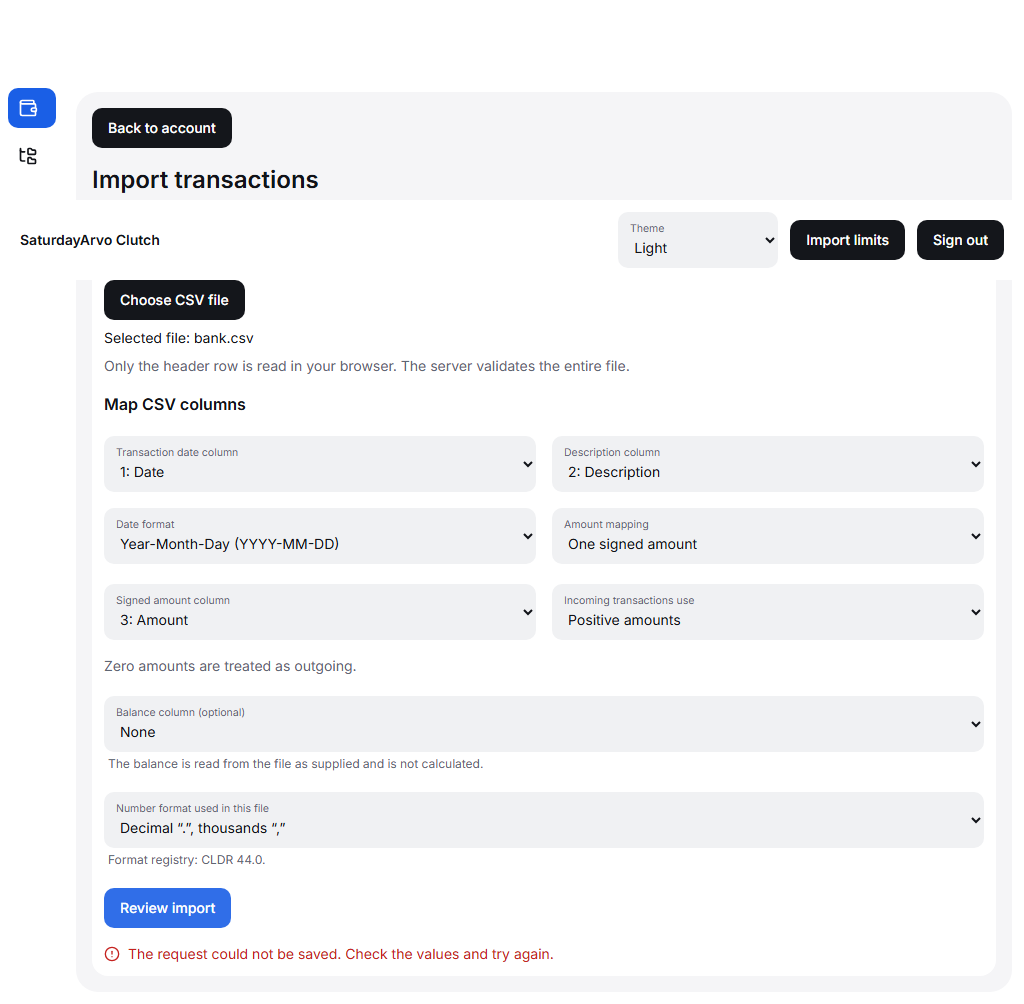 Back to account
Import transactions
SaturdayArvo Clutch
Theme
Light
Import limits
Sign out
Choose CSV file
Selected file: bank.csv
Only the header row is read in your browser. The server validates the entire file.
Map CSV columns
Transaction date column
1: Date
Description column
2: Description
Date format
Year-Month-Day (YYYY-MM-DD)
Amount mapping
One signed amount
Signed amount column
3: Amount
Incoming transactions use
Positive amounts
Zero amounts are treated as outgoing.
Balance column (optional)
None
The balance is read from the file as supplied and is not calculated.
Number format used in this file
Decimal “.”, thousands “,”
Format registry: CLDR 44.0.
Review import
The request could not be saved. Check the values and try again.